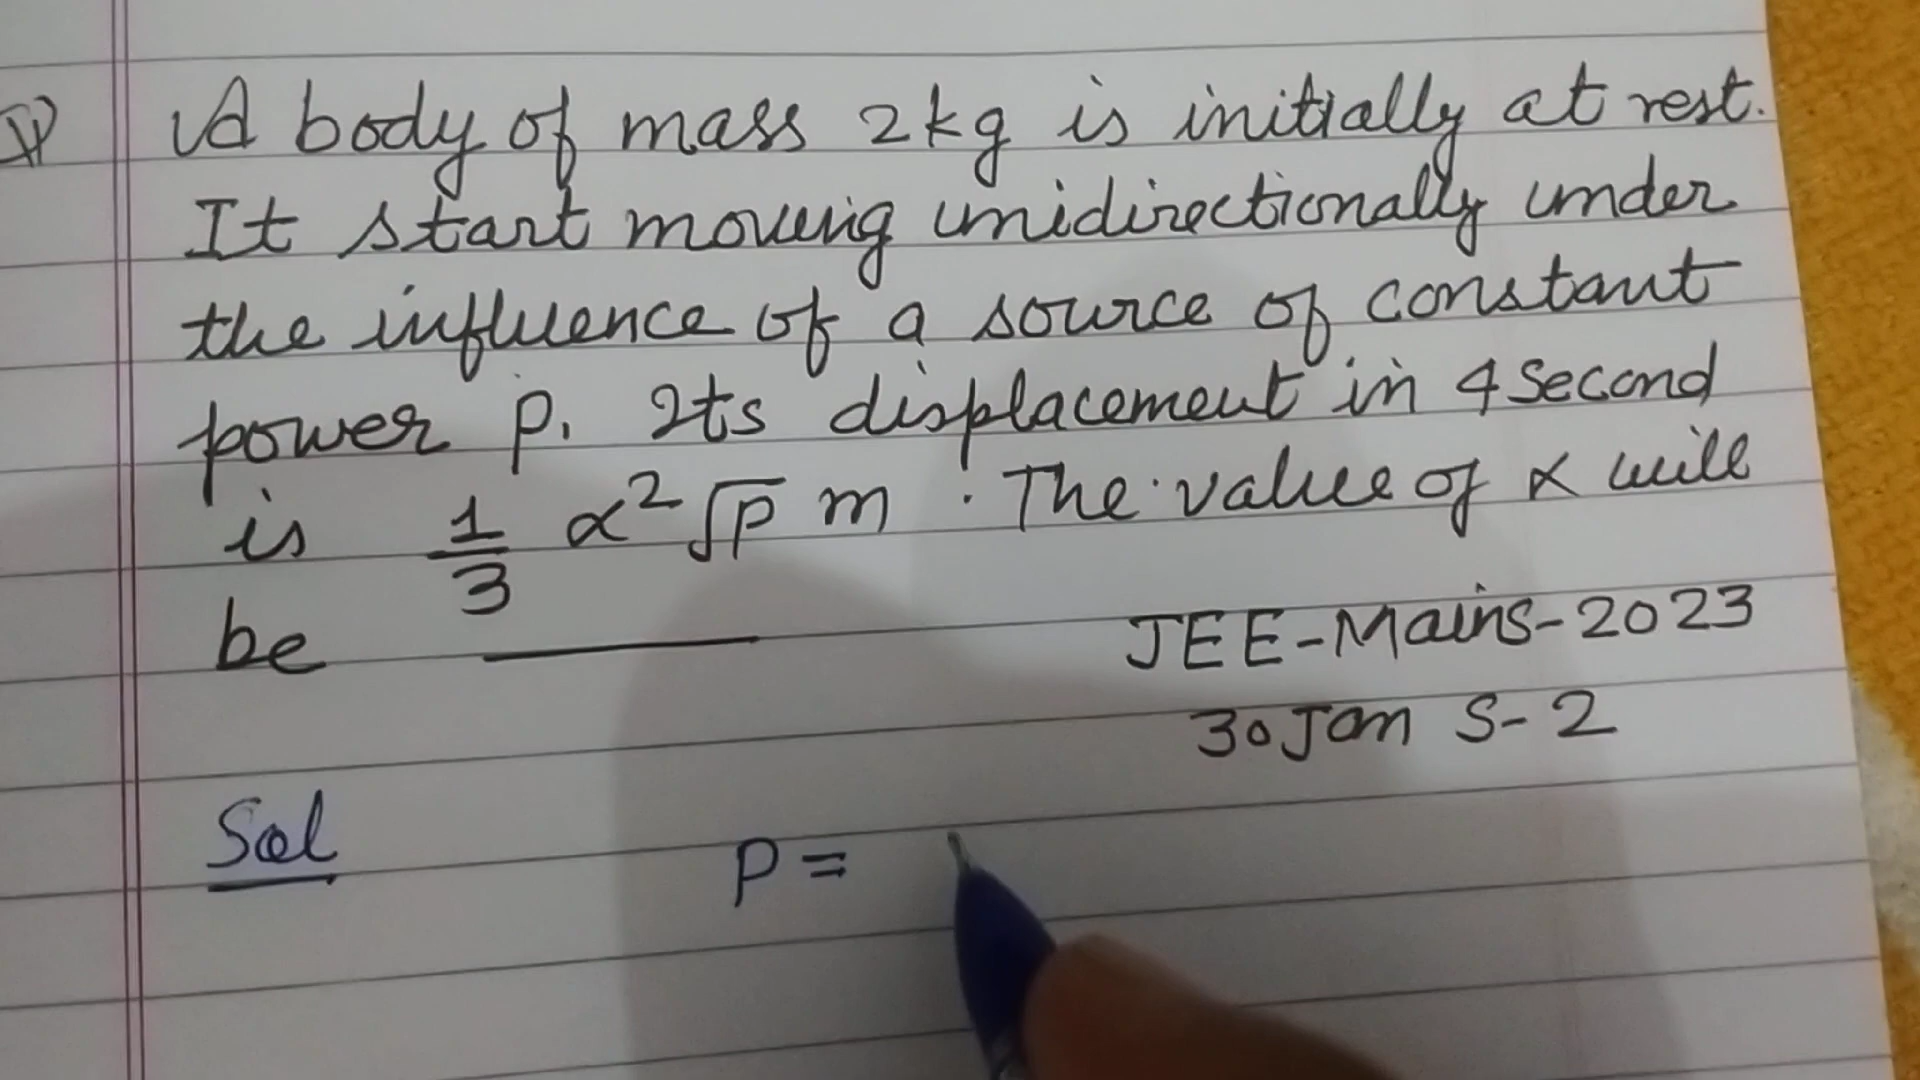 A body of mass 2kg is initially at rest.
It start moving unidirectionally under
the influence of a source of constant
power P. Its displacement in 4 second
is 1/3 α² √P m. The value of α will
be ______
JEE-Mains-2023
30 Jan S-2
Sol
P =